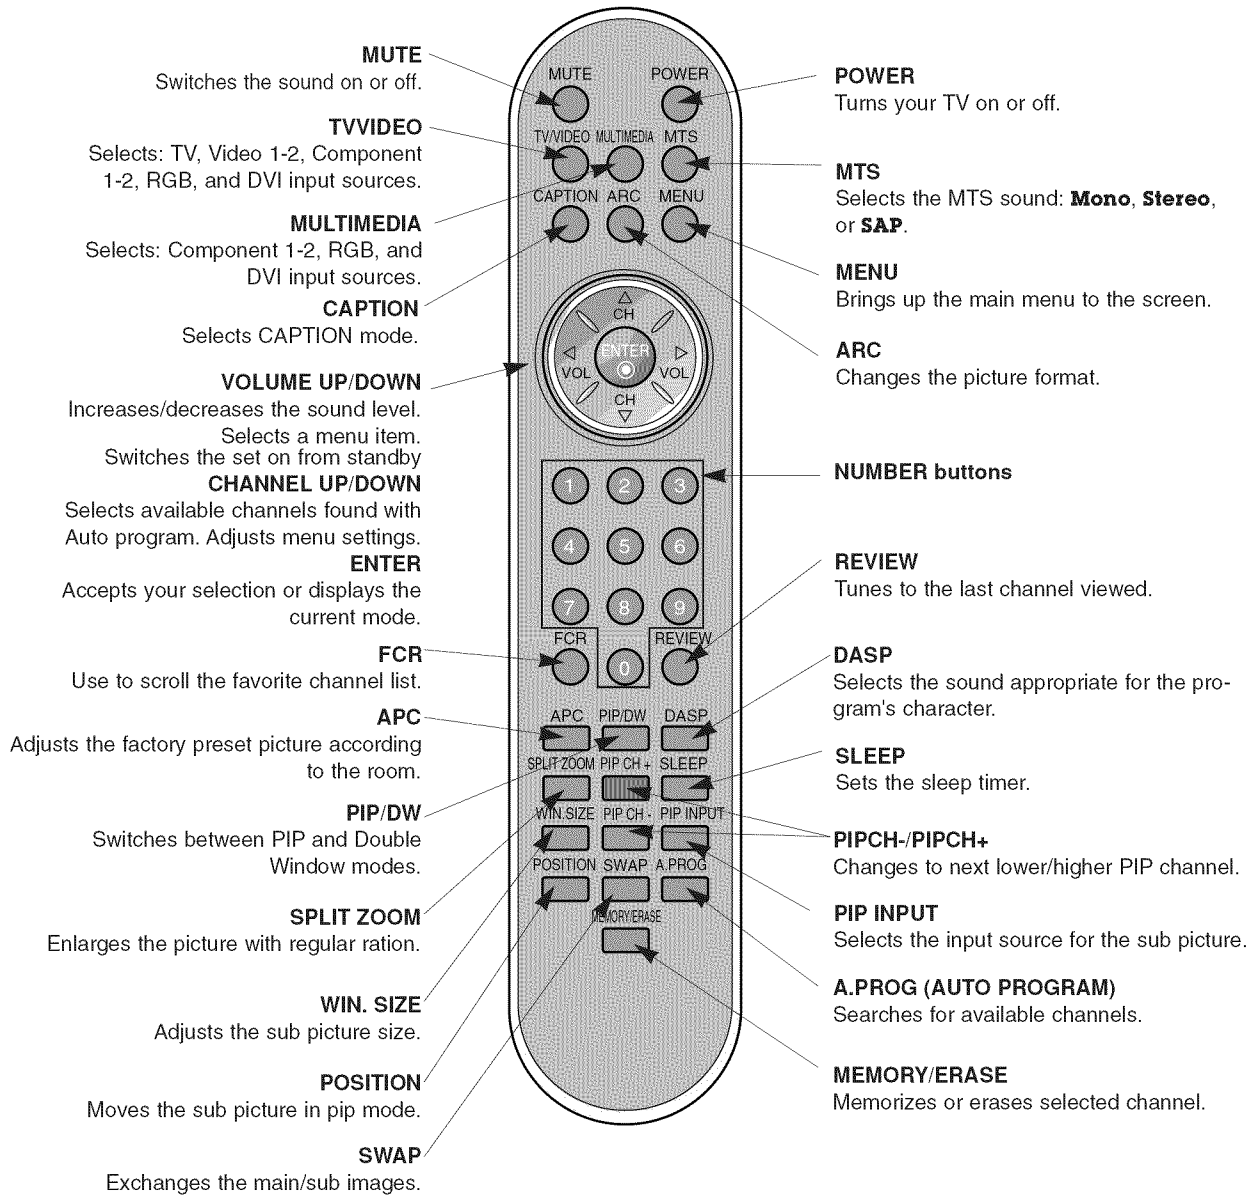 MUTE
Switches the sound on or off.
TVVIDEO
Selects: TV, Video 1-2, Component
1-2, RGB, and DVI input sources.
MULTIMEDIA
Selects: Component 1-2, RGB, and
DVI input sources.
CAPTION
Selects CAPTION mode.
VOLUME UP/DOWN
Increases/decreases the sound level.
Selects a menu item.
Switches the set on from standby
CHANNEL UP/DOWN
Selects available channels found with
Auto program. Adjusts menu settings.
ENTER
Accepts your selection or displays the
current mode.
FCR
Use to scroll the favorite channel list.
APC
Adjusts the factory preset picture according
to the room.
PIP/DW
Switches between PIP and Double
Window modes.
SPLIT ZOOM
Enlarges the picture with regular ration.
WIN. SIZE
Adjusts the sub picture size.
POSITION
Moves the sub picture in pip mode.
SWAP
Exchanges the main/sub images.
MUTE POWER
TV/VIDEO MULTIMEDIA MTS
CAPTION ARC MENU
CH
ENTER
VOL VOL
CH
1 2 3
4 5 6
7 8 9
FCR REVIEW
0
APC PIP/DW DASP
SPLIT ZOOM PIP CH + SLEEP
WIN.SIZE PIP CH - PIP INPUT
POSITION SWAP A.PROG
MEMORY/ERASE
POWER
Turns your TV on or off.
MTS
Selects the MTS sound: Mono, Stereo,
or SAP.
MENU
Brings up the main menu to the screen.
ARC
Changes the picture format.
NUMBER buttons
REVIEW
Tunes to the last channel viewed.
DASP
Selects the sound appropriate for the pro-
gram's character.
SLEEP
Sets the sleep timer.
PIPCH-/PIPCH+
Changes to next lower/higher PIP channel.
PIP INPUT
Selects the input source for the sub picture.
A.PROG (AUTO PROGRAM)
Searches for available channels.
MEMORY/ERASE
Memorizes or erases selected channel.